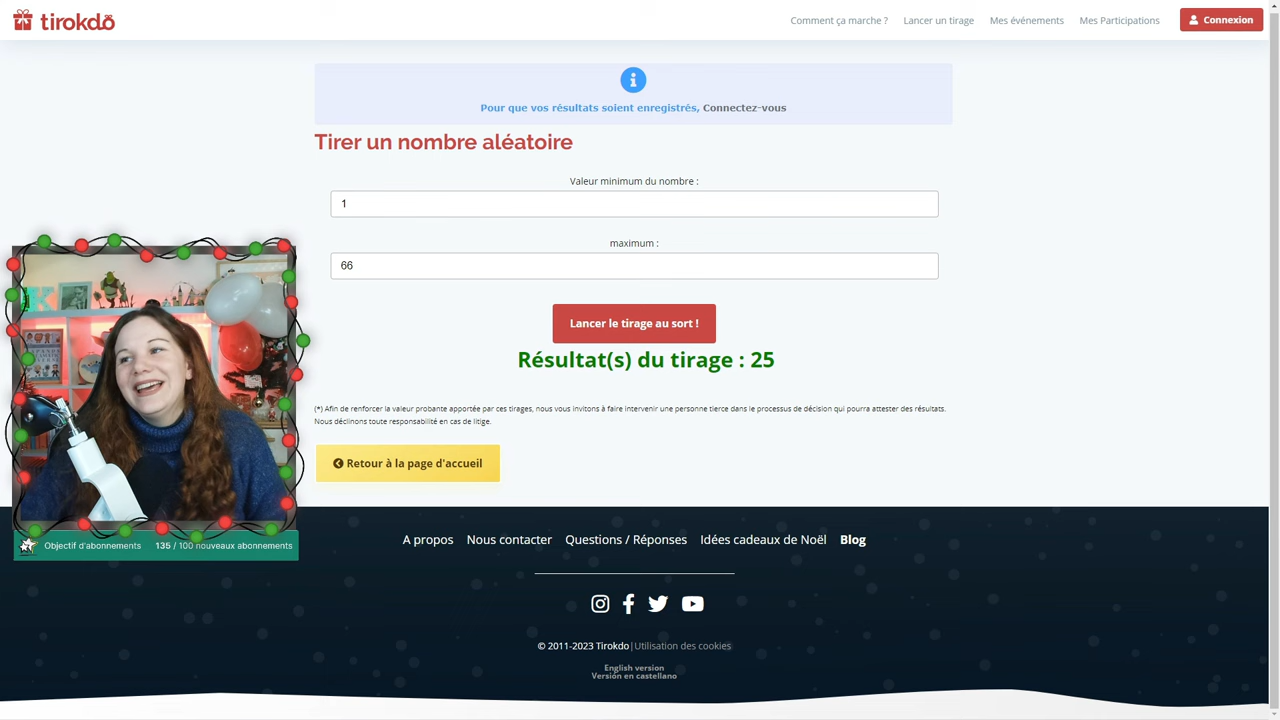 tirokdo
Comment ça marche ?
Lancer un tirage
Mes événements
Mes Participations
Connexion
Pour que vos résultats soient enregistrés, Connectez-vous
Tirer un nombre aléatoire
Valeur minimum du nombre :
1
maximum :
66
Lancer le tirage au sort !
Résultat(s) du tirage : 25
(*) Afin de renforcer la valeur probante apportée par ces tirages, nous vous invitons à faire intervenir une personne tierce dans le processus de décision qui pourra attester des résultats.
Nous déclinons toute responsabilité en cas de litige.
Retour à la page d'accueil
Objectif d'abonnements 135 / 100 nouveaux abonnements
A propos
Nous contacter
Questions / Réponses
Idées cadeaux de Noël
Blog
© 2011-2023 Tirokdo|Utilisation des cookies
English version
Versión en castellano